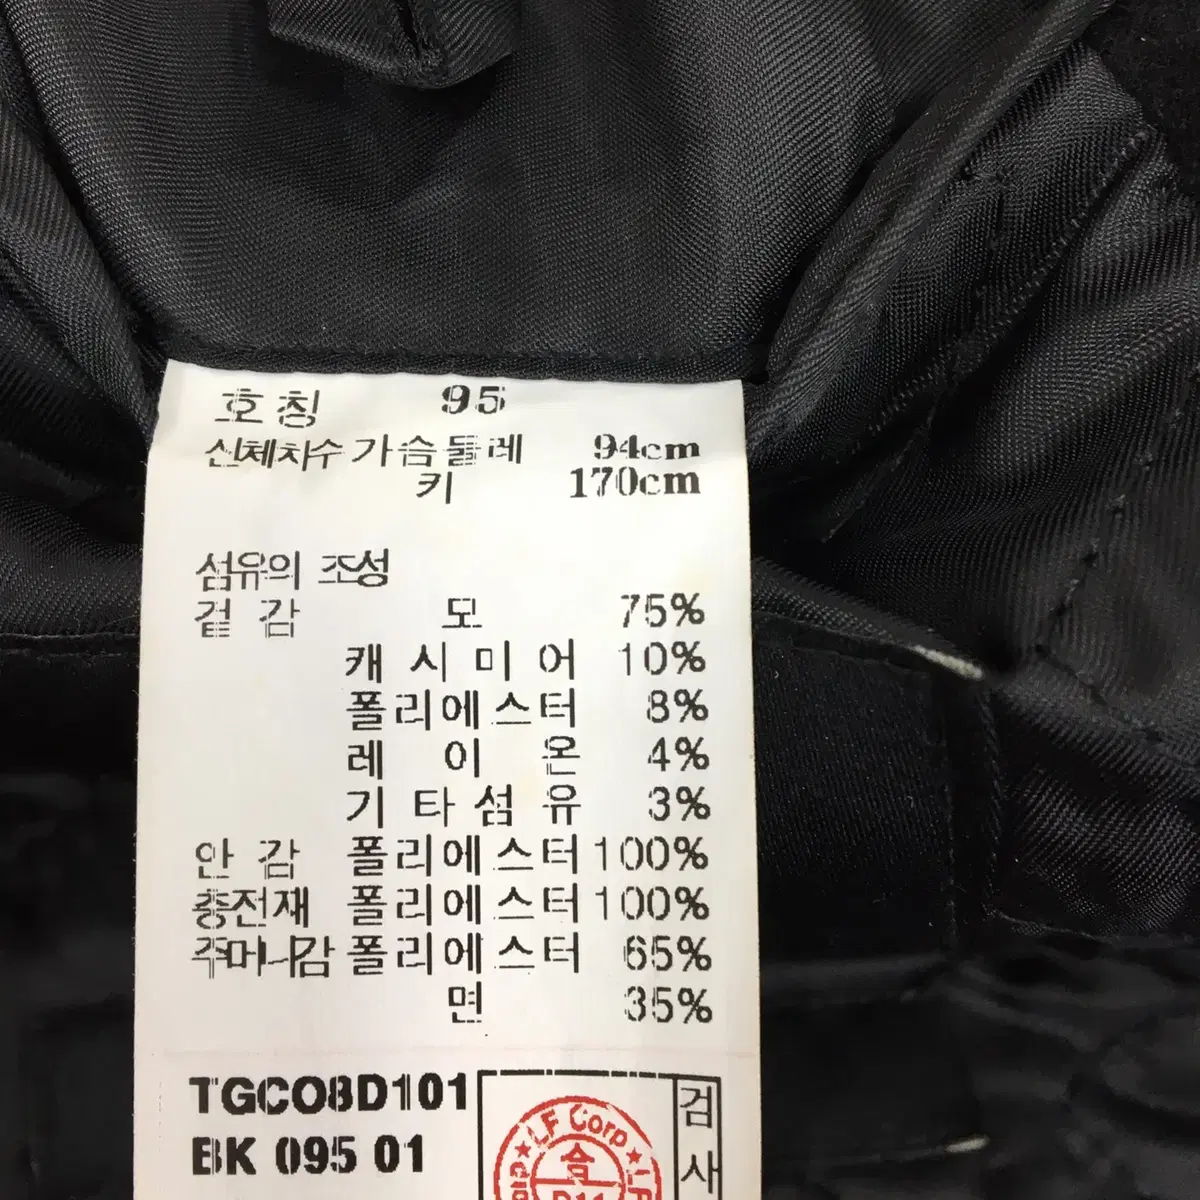 호칭 95
신체치수 가슴둘레 94cm
키 170cm
섬유의 조성
겉감 모 75%
캐시미어 10%
폴리에스터 8%
레이온 4%
기타섬유 3%
안감 폴리에스터 100%
충전재 폴리에스터 100%
주머니감 폴리에스터 65%
면 35%
TGCO8D101
BK 095 01
LF Corp
합
검사